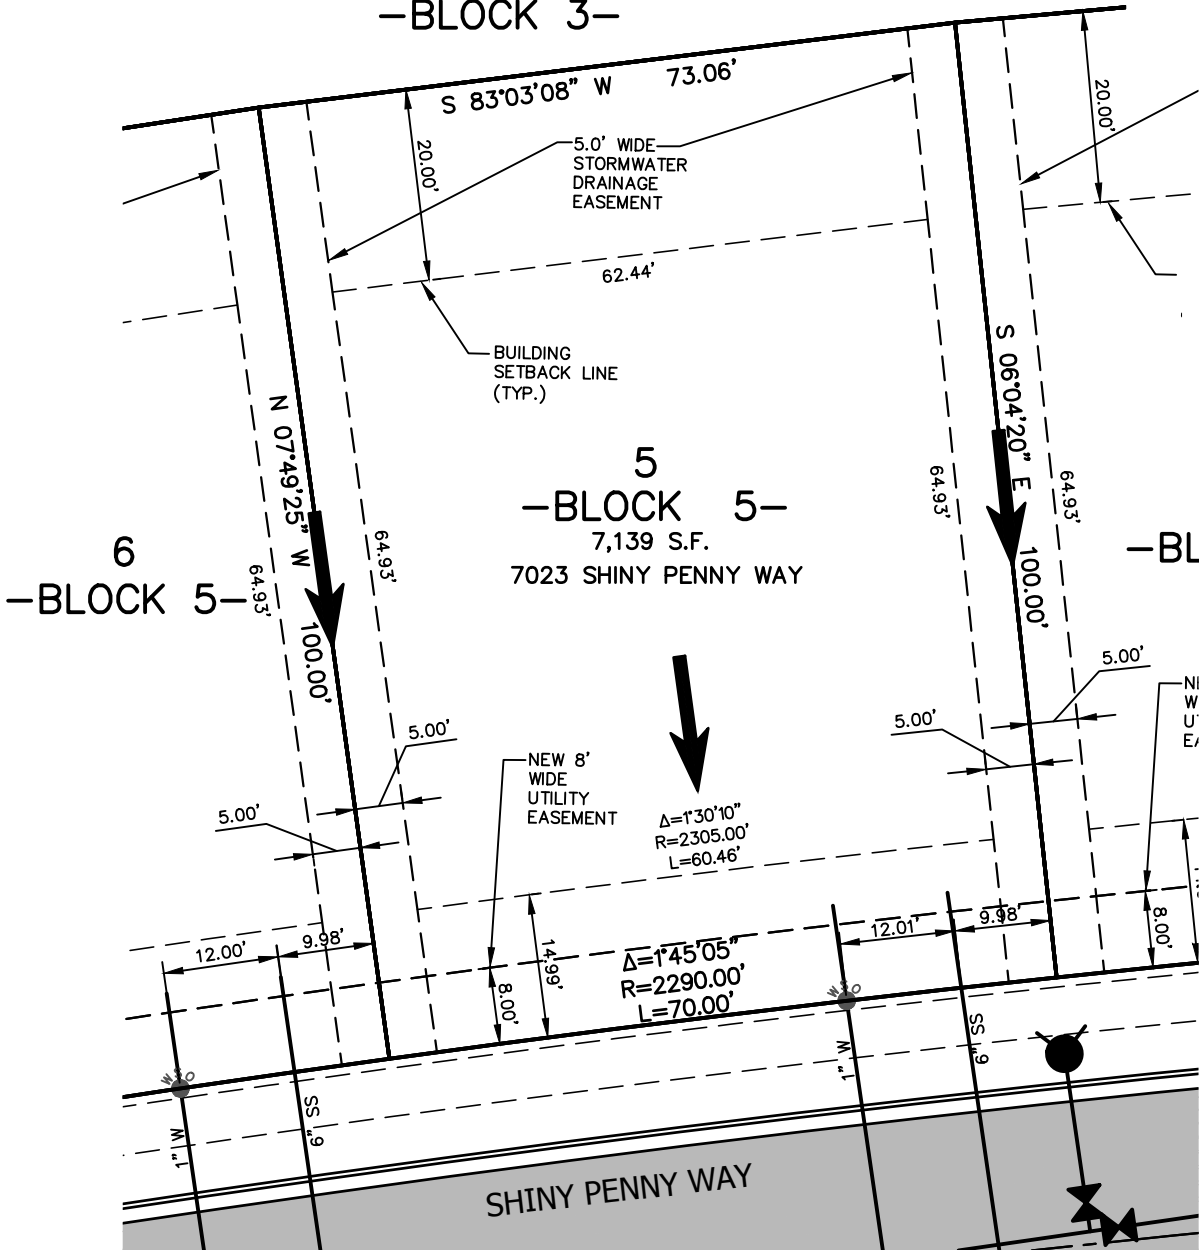 -BLOCK 3-
S 83°03'08" W 73.06'
20.00'
20.00'
5.0' WIDE
STORMWATER
DRAINAGE
EASEMENT
62.44'
BUILDING
SETBACK LINE
(TYP.)
N 07°49'25" W 100.00'
S 06°04'20" E 100.00'
5
-BLOCK 5-
7,139 S.F.
7023 SHINY PENNY WAY
6
-BLOCK 5-
-BL
64.93'
64.93'
64.93'
64.93'
5.00'
5.00'
5.00'
5.00'
NEW 8'
WIDE
UTILITY
EASEMENT
Δ=1°30'10"
R=2305.00'
L=60.46'
12.00'
9.98'
14.99'
8.00'
Δ=1°45'05"
R=2290.00'
L=70.00'
12.01'
9.98'
8.00'
W S O
W S O
1" W
6" SS
1" W
6" SS
SHINY PENNY WAY